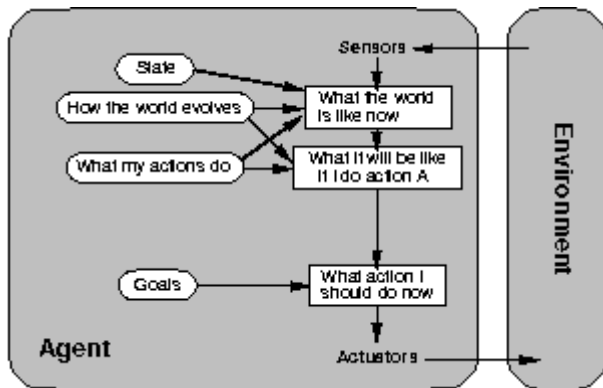 Sensors
State
How the world evolves
What the world
is like now
What my actions do
What it will be like
if I do action A
Goals
What action I
should do now
Agent
Actuators
Environment